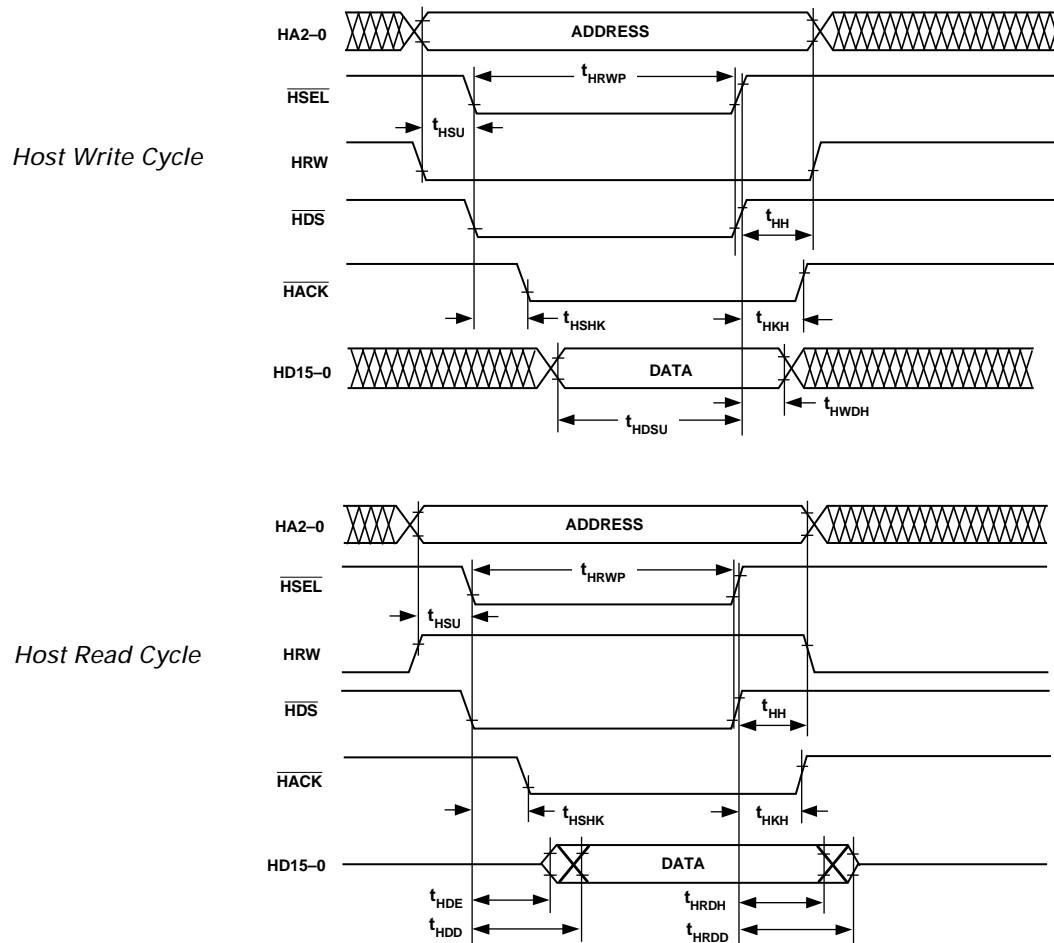 HA2–0
ADDRESS
tHRWP
HSEL
tHSU
Host Write Cycle
HRW
HDS
tHH
HACK
tHSHK
tHKH
HD15–0
DATA
tHWDH
tHDSU
HA2–0
ADDRESS
tHRWP
HSEL
tHSU
Host Read Cycle
HRW
HDS
tHH
HACK
tHSHK
tHKH
HD15–0
DATA
tHDE
tHRDH
tHDD
tHRDD